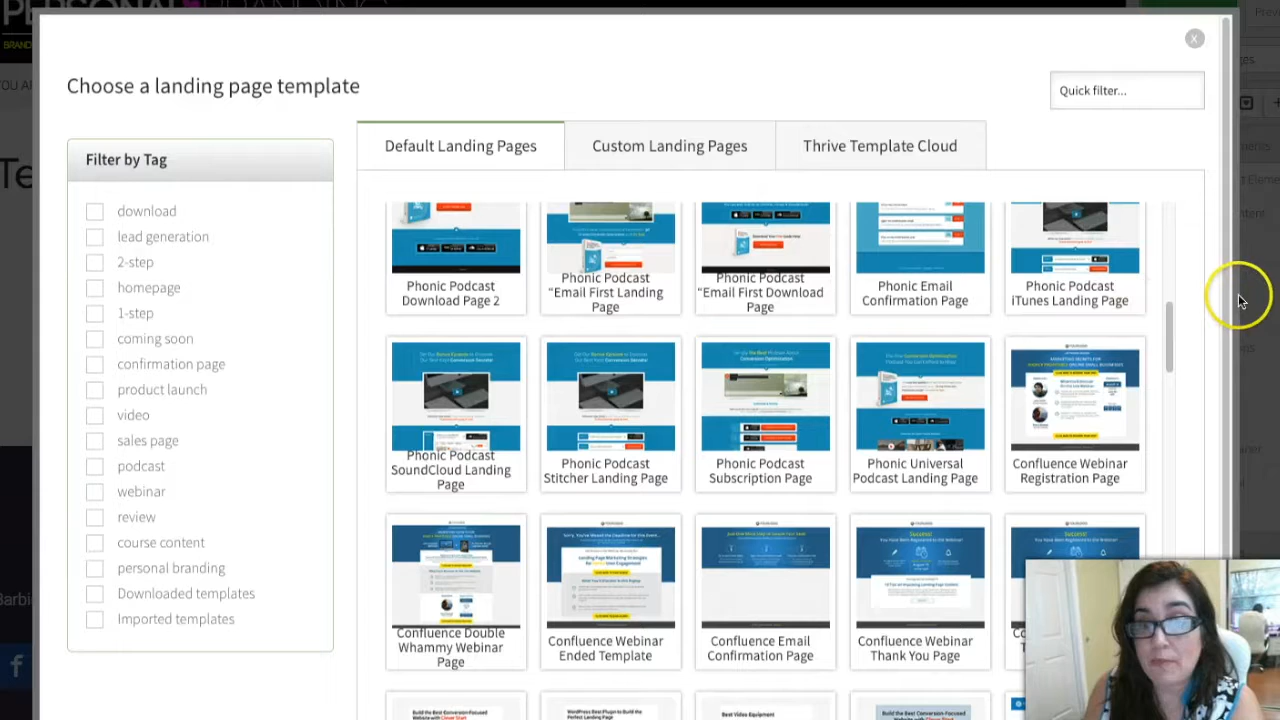 BRAND
Choose a landing page template
Quick filter...
x
YOU A
Te
Filter by Tag
download
lead generation
2-step
homepage
1-step
coming soon
confirmation page
product launch
video
sales page
podcast
webinar
review
course content
personal branding
Downloaded templates
Imported templates
Default Landing Pages
Custom Landing Pages
Thrive Template Cloud
Phonic Podcast
Download Page 2
Phonic Podcast
"Email First Landing
Page
Phonic Podcast
"Email First Download
Page
Phonic Email
Confirmation Page
Phonic Podcast
iTunes Landing Page
Phonic Podcast
SoundCloud Landing
Page
Phonic Podcast
Stitcher Landing Page
Phonic Podcast
Subscription Page
Phonic Universal
Podcast Landing Page
Confluence Webinar
Registration Page
Confluence Double
Whammy Webinar
Page
Confluence Webinar
Ended Template
Confluence Email
Confirmation Page
Confluence Webinar
Thank You Page
Barbi
f